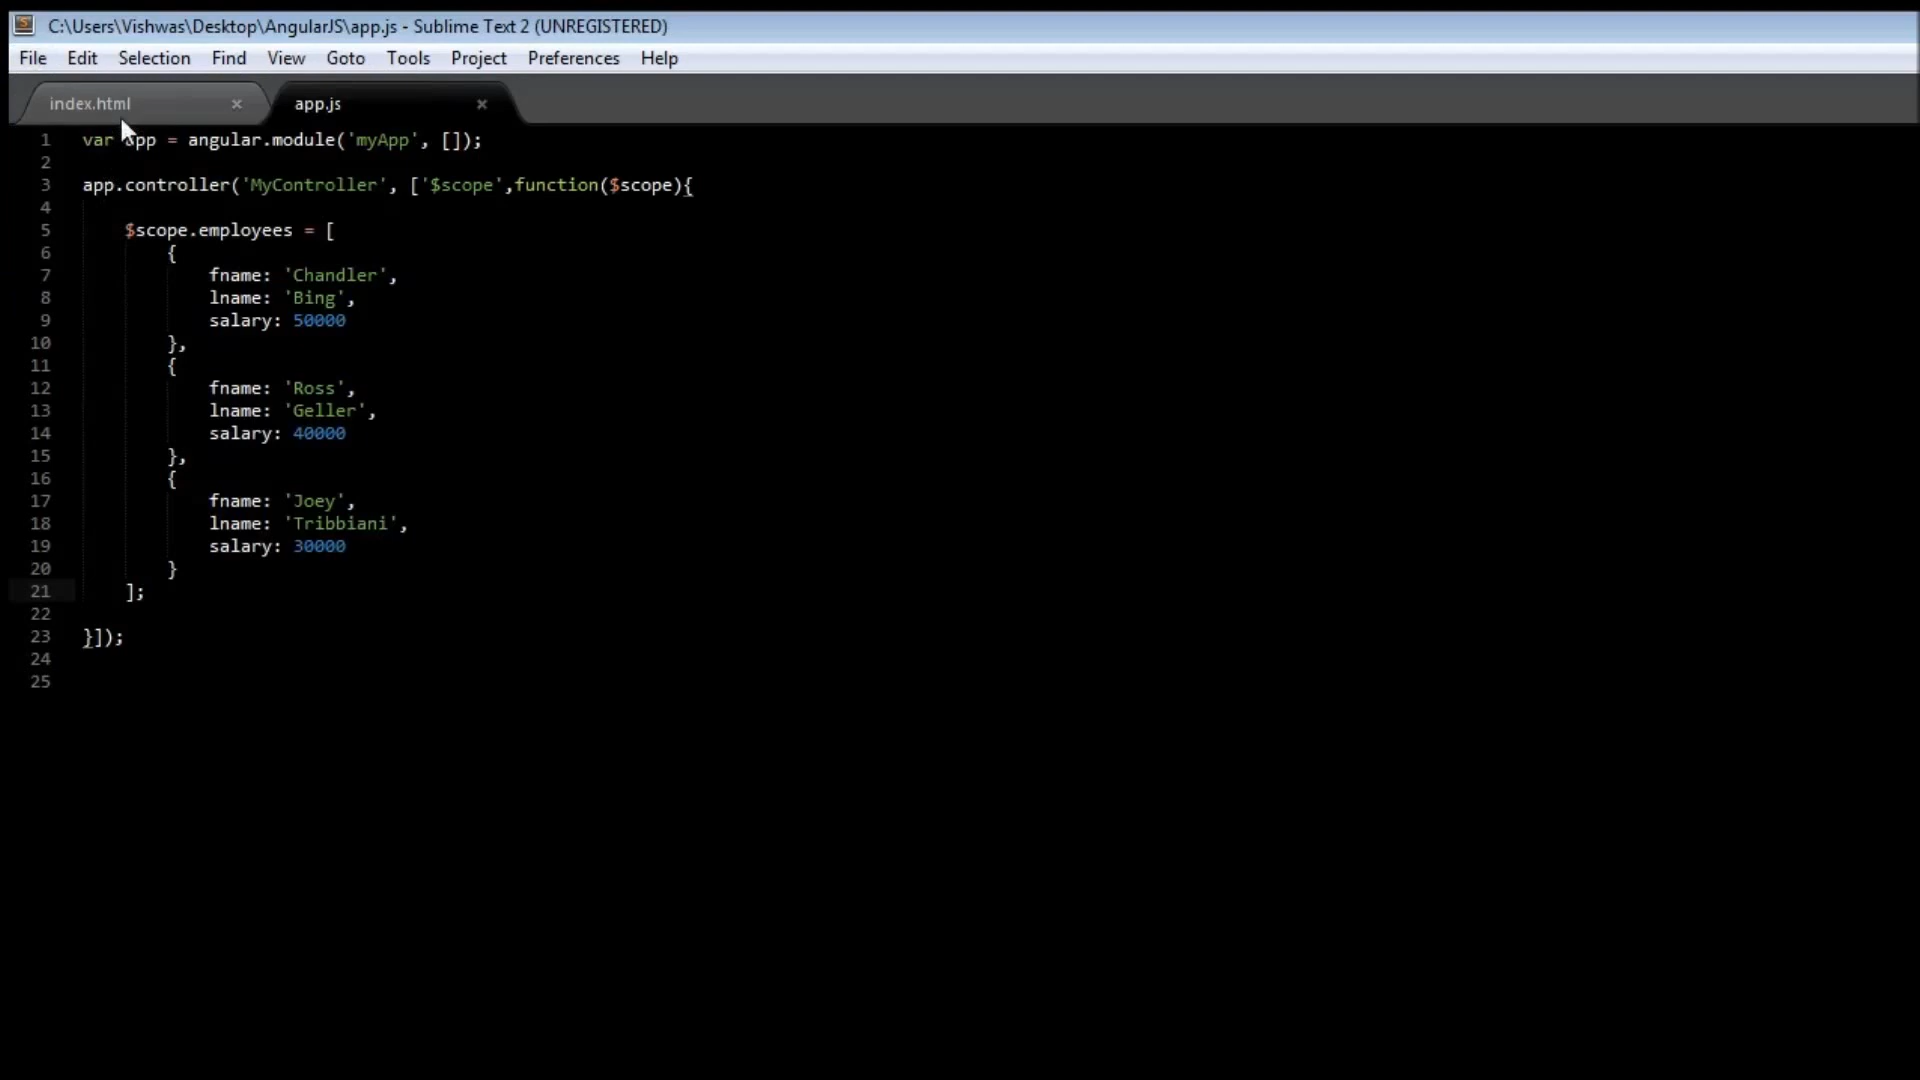 C:\Users\Vishwas\Desktop\AngularJS\app.js - Sublime Text 2 (UNREGISTERED)
File Edit Selection Find View Goto Tools Project Preferences Help
index.html × app.js ×
1 var app = angular.module('myApp', []);
2
3 app.controller('MyController', ['$scope',function($scope){
4
5 $scope.employees = [
6 {
7 fname: 'Chandler',
8 lname: 'Bing',
9 salary: 50000
10 },
11 {
12 fname: 'Ross',
13 lname: 'Geller',
14 salary: 40000
15 },
16 {
17 fname: 'Joey',
18 lname: 'Tribbiani',
19 salary: 30000
20 }
21 ];
22
23 }]);
24
25